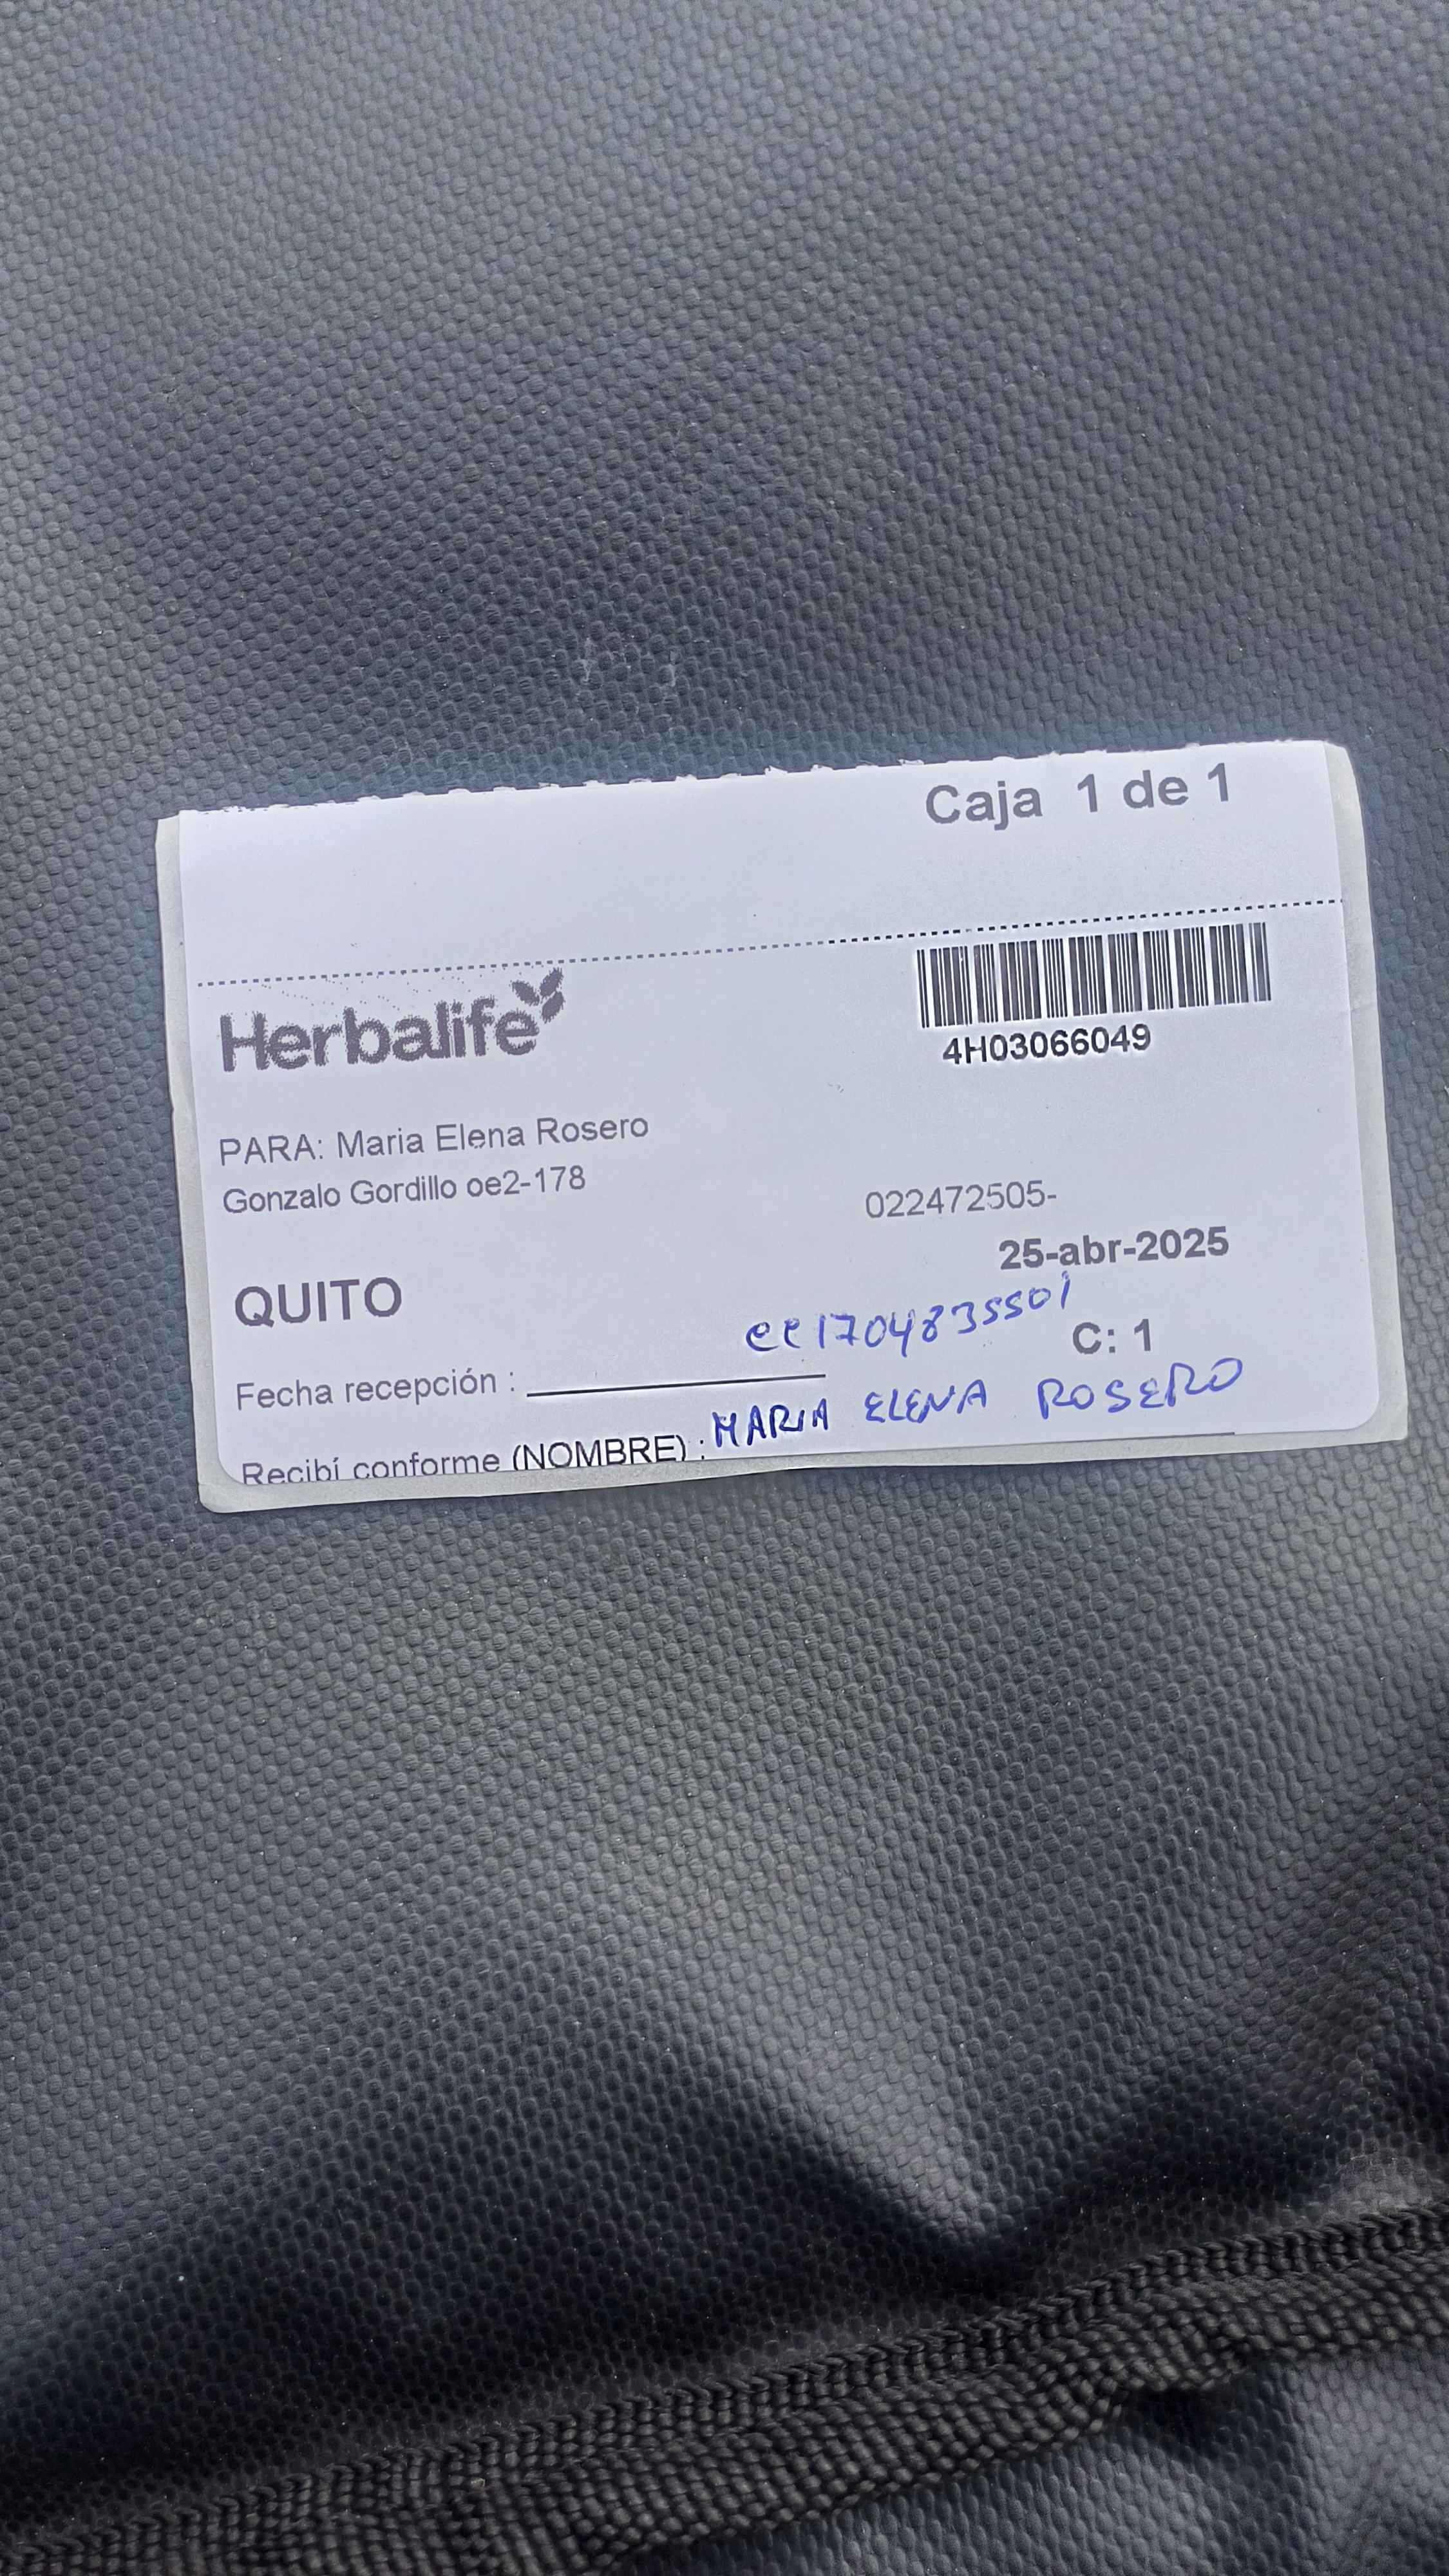 Caja 1 de 1
Herbalife
4H03066049
PARA: Maria Elena Rosero
Gonzalo Gordillo oe2-178
022472505-
25-abr-2025
QUITO
cc1704835501
C: 1
Fecha recepción :
Recibí conforme (NOMBRE) : MARIA ELENA ROSERO